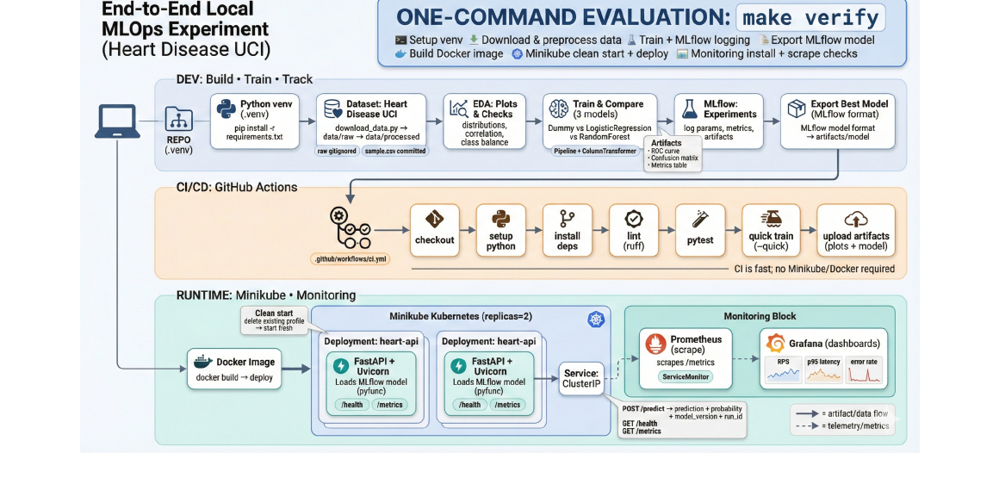 End-to-End Local
MLOps Experiment
(Heart Disease UCI)
ONE-COMMAND EVALUATION: make verify
Setup venv Download & preprocess data Train + MLflow logging Export MLflow model
Build Docker image Minikube clean start + deploy Monitoring install + scrape checks
DEV: Build • Train • Track
REPO
(.venv)
Python venv
(.venv)
pip install -r
requirements.txt
Dataset: Heart
Disease UCI
download_data.py →
data/raw → data/processed
raw gitignored
sample.csv committed
EDA: Plots
& Checks
distributions,
correlation,
class balance
Train & Compare
(3 models)
Dummy vs LogisticRegression
vs RandomForest
Pipeline + ColumnTransformer
Artifacts
• ROC curve
• Confusion matrix
• Metrics table
MLflow:
Experiments
log params, metrics,
artifacts
Export Best Model
(MLflow format)
MLflow model format
→ artifacts/model
CI/CD: GitHub Actions
.github/workflows/ci.yml
checkout
setup
python
install
deps
lint
(ruff)
pytest
quick train
(--quick)
upload artifacts
(plots + model)
CI is fast; no Minikube/Docker required
RUNTIME: Minikube • Monitoring
Clean start
delete existing profile
→ start fresh
Docker Image
docker build → deploy
Minikube Kubernetes (replicas=2)
Deployment: heart-api
FastAPI +
Uvicorn
Loads MLflow model
(pyfunc)
/health /metrics
Deployment: heart-api
FastAPI +
Uvicorn
Loads MLflow model
(pyfunc)
/health /metrics
Service:
ClusterIP
POST /predict → prediction + probability
+ model_version + run_id
GET /health
GET /metrics
Monitoring Block
Prometheus
(scrape)
scrapes /metrics
ServiceMonitor
Grafana (dashboards)
RPS
p95 latency
error rate
= artifact/data flow
= telemetry/metrics